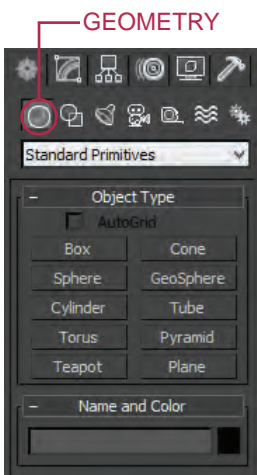 GEOMETRY
Standard Primitives
- Object Type
AutoGrid
Box Cone
Sphere GeoSphere
Cylinder Tube
Torus Pyramid
Teapot Plane
- Name and Color